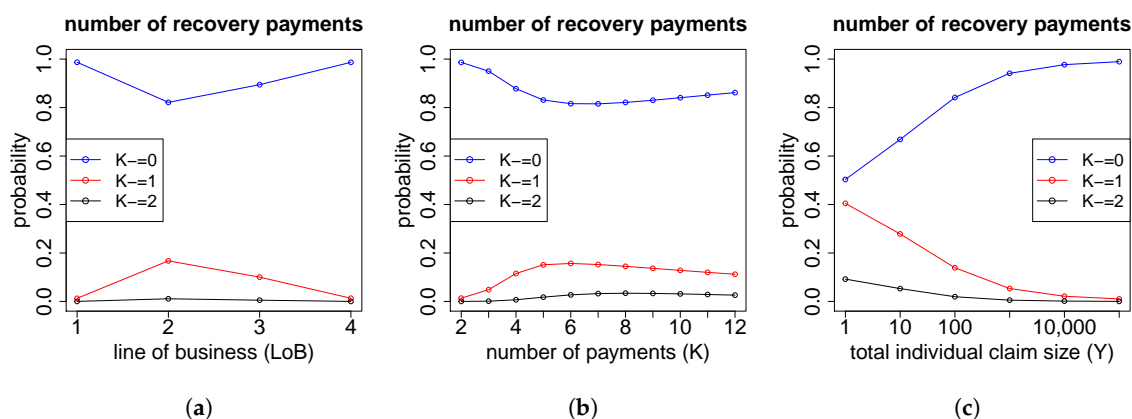 number of recovery payments
probability
0.0 0.2 0.4 0.6 0.8 1.0
K−=0
K−=1
K−=2
1 2 3 4
line of business (LoB)
(a)
number of recovery payments
probability
0.0 0.2 0.4 0.6 0.8 1.0
K−=0
K−=1
K−=2
2 4 6 8 10 12
number of payments (K)
(b)
number of recovery payments
probability
0.0 0.2 0.4 0.6 0.8 1.0
K−=0
K−=1
K−=2
1 10 100 10,000
total individual claim size (Y)
(c)